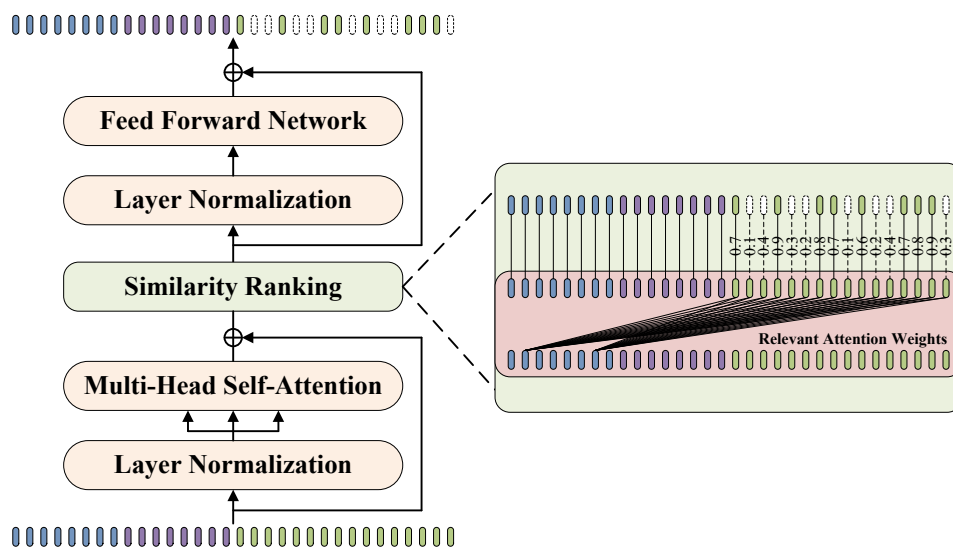 Feed Forward Network
Layer Normalization
Similarity Ranking
Multi-Head Self-Attention
Layer Normalization
0.7
0.1
0.4
0.9
0.3
0.2
0.8
0.7
0.1
0.6
0.2
0.4
0.7
0.8
0.9
0.3
Relevant Attention Weights